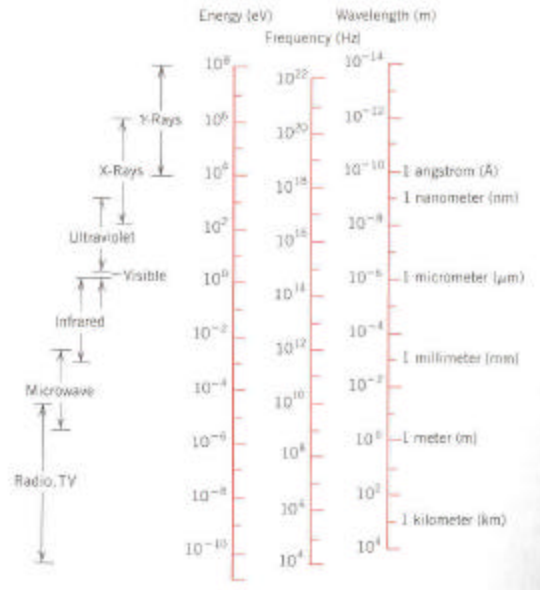 Energy (eV) Wavelength (m)
Frequency (Hz)
10⁸ 10²² 10⁻¹⁴
10⁶ γ-Rays 10²⁰ 10⁻¹²
X-Rays 10⁴ 10¹⁸ 10⁻¹⁰ 1 angstrom (Å)
1 nanometer (nm)
Ultraviolet 10² 10¹⁶ 10⁻⁸
Visible 10⁰ 10¹⁴ 10⁻⁶ 1 micrometer (μm)
Infrared 10⁻² 10¹² 10⁻⁴
1 millimeter (mm)
Microwave 10⁻⁴ 10¹⁰ 10⁻²
10⁻⁶ 10⁸ 10⁰ 1 meter (m)
Radio, TV 10⁻⁸ 10⁶ 10²
1 kilometer (km)
10⁻¹⁰ 10⁴ 10⁴